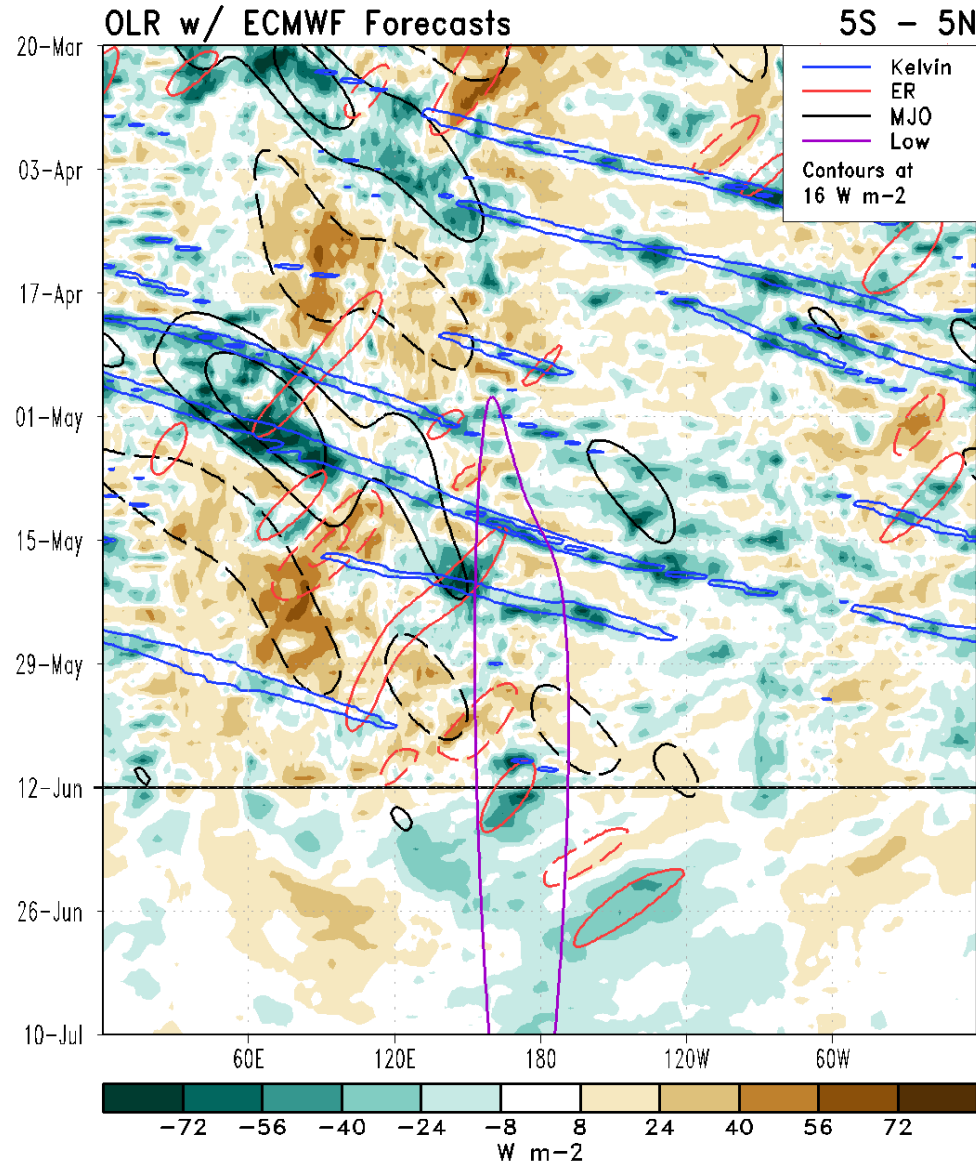 OLR w/ ECMWF Forecasts 5S - 5N
Kelvin
ER
MJO
Low
Contours at
16 W m-2
20-Mar
03-Apr
17-Apr
01-May
15-May
29-May
12-Jun
26-Jun
10-Jul
60E 120E 180 120W 60W
-72 -56 -40 -24 -8 8 24 40 56 72
W m-2